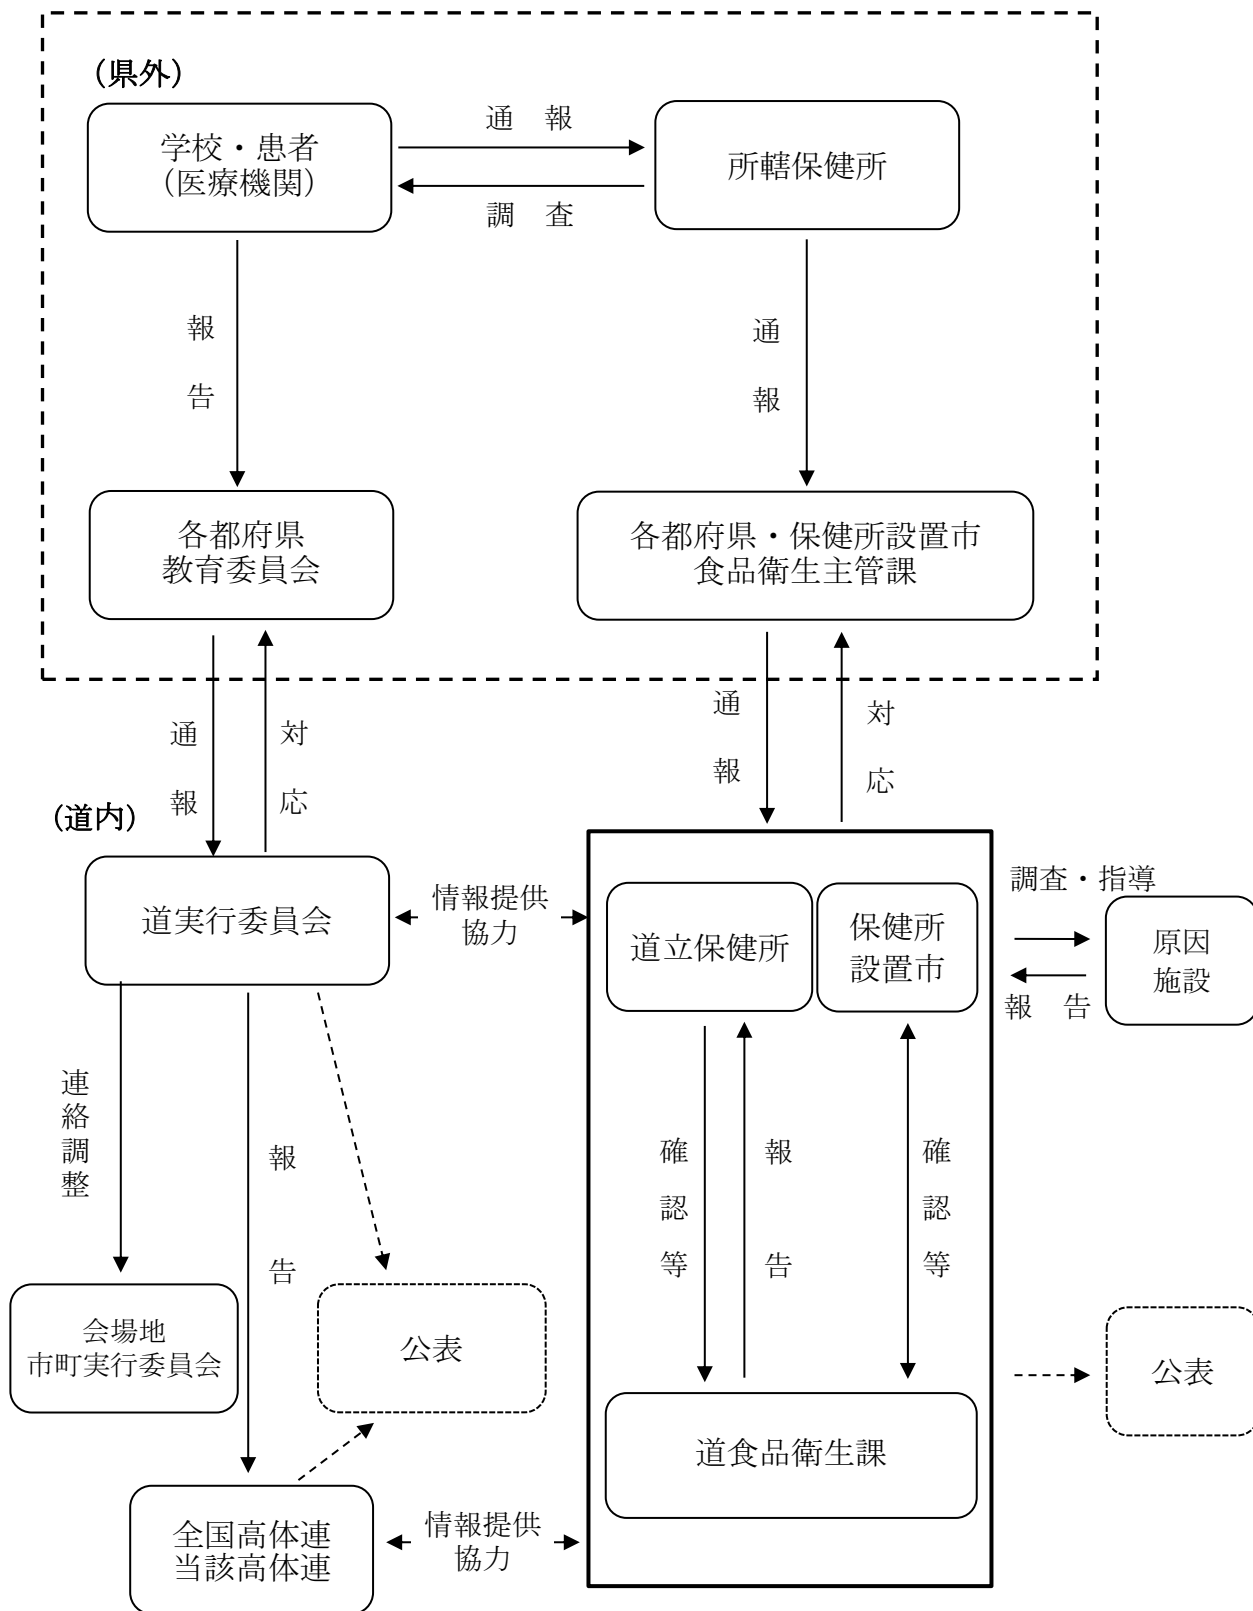 (県外)
学校・患者
(医療機関)
通 報
調 査
所轄保健所
報告
通報
各都府県
教育委員会
各都府県・保健所設置市
食品衛生主管課
通報
対応
通報
対応
(道内)
道実行委員会
情報提供
協力
道立保健所
保健所
設置市
調査・指導
報 告
原因
施設
連絡調整
報告
確認等
報告
確認等
会場地
市町実行委員会
公表
公表
道食品衛生課
全国高体連
当該高体連
情報提供
協力